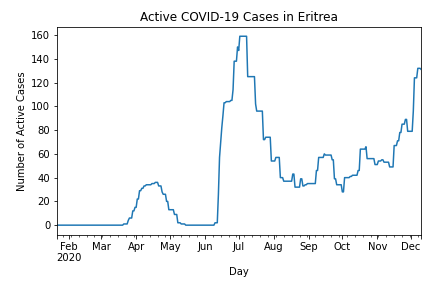 Active COVID-19 Cases in Eritrea
160
140
120
100
80
60
40
20
0
Number of Active Cases
Feb Mar Apr May Jun Jul Aug Sep Oct Nov Dec
2020
Day